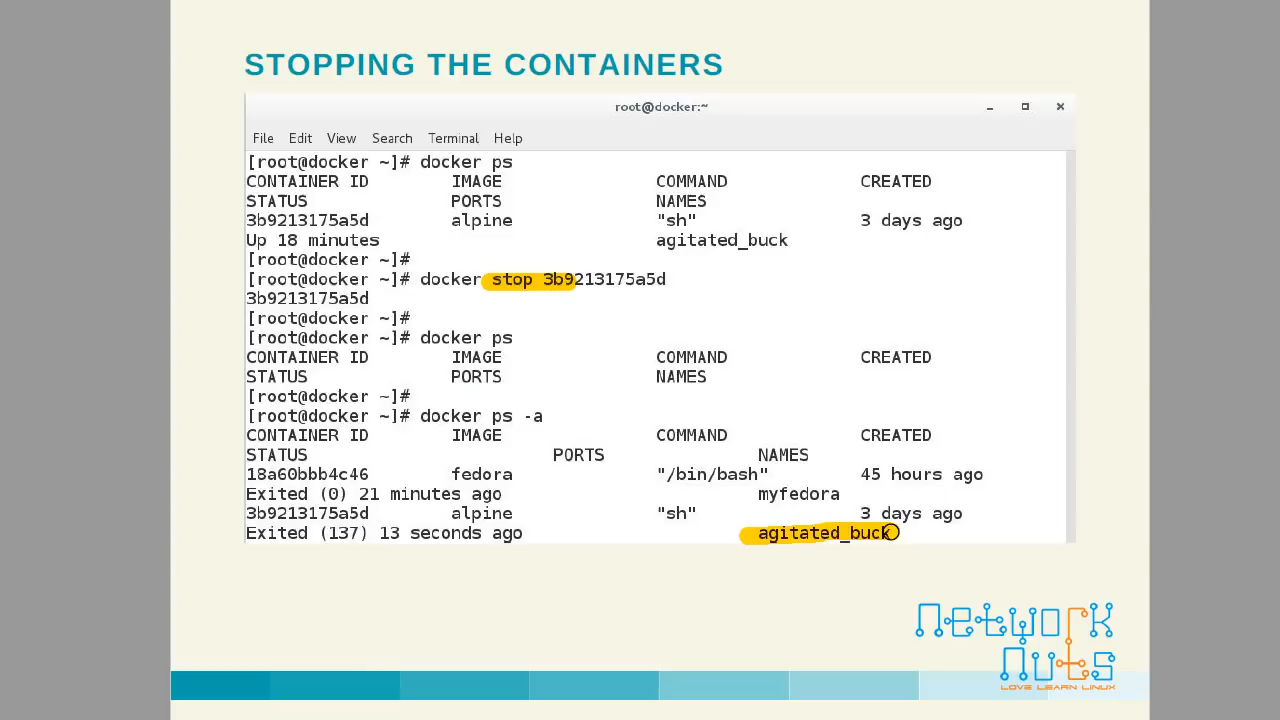 STOPPING THE CONTAINERS
root@docker:~
File Edit View Search Terminal Help
[root@docker ~]# docker ps
CONTAINER ID IMAGE COMMAND CREATED
STATUS PORTS NAMES
3b9213175a5d alpine "sh" 3 days ago
Up 18 minutes agitated_buck
[root@docker ~]#
[root@docker ~]# docker stop 3b9213175a5d
3b9213175a5d
[root@docker ~]#
[root@docker ~]# docker ps
CONTAINER ID IMAGE COMMAND CREATED
STATUS PORTS NAMES
[root@docker ~]#
[root@docker ~]# docker ps -a
CONTAINER ID IMAGE COMMAND CREATED
STATUS PORTS NAMES
18a60bbb4c46 fedora "/bin/bash" 45 hours ago
Exited (0) 21 minutes ago myfedora
3b9213175a5d alpine "sh" 3 days ago
Exited (137) 13 seconds ago agitated_buck
network
nuts
LOVE LEARN LINUX